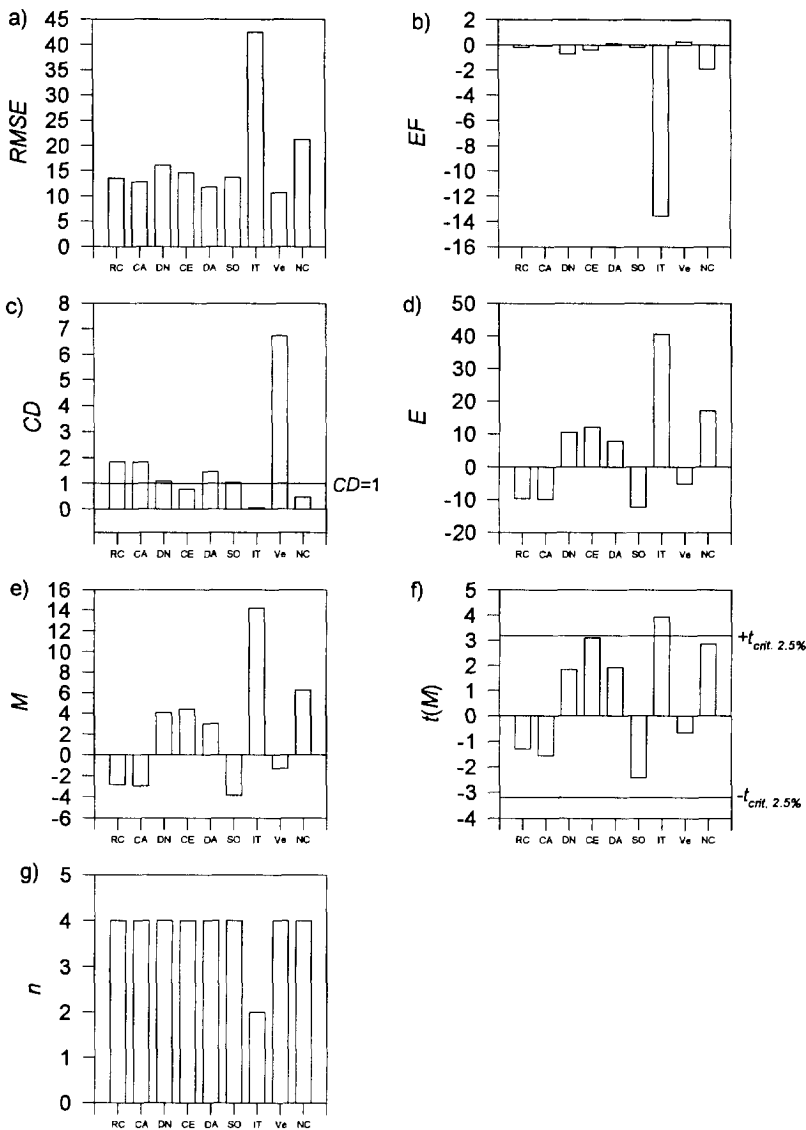 a)
RMSE
45
40
35
30
25
20
15
10
5
0
RC CA DN CE DA SO IT Ve NC
b)
EF
2
0
-2
-4
-6
-8
-10
-12
-14
-16
RC CA DN CE DA SO IT Ve NC
c)
CD
8
7
6
5
4
3
2
1
0
CD=1
RC CA DN CE DA SO IT Ve NC
d)
E
50
40
30
20
10
0
-10
-20
RC CA DN CE DA SO IT Ve NC
e)
M
16
14
12
10
8
6
4
2
0
-2
-4
-6
RC CA DN CE DA SO IT Ve NC
f)
t(M)
5
4
3
2
1
0
-1
-2
-3
-4
+tcrit. 2.5%
-tcrit. 2.5%
RC CA DN CE DA SO IT Ve NC
g)
n
5
4
3
2
1
0
RC CA DN CE DA SO IT Ve NC